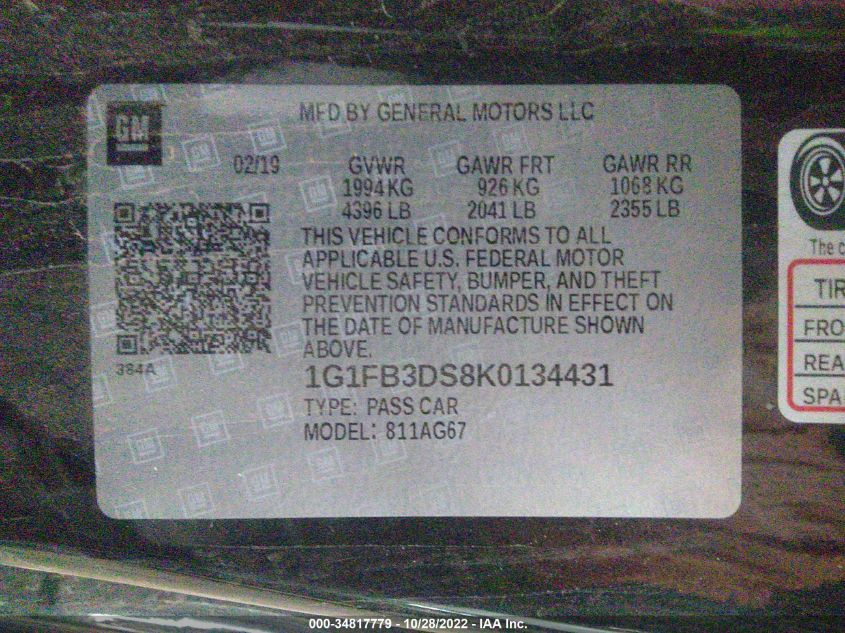 MFD BY GENERAL MOTORS LLC
GM
02/19 GVWR GAWR FRT GAWR RR
1994 KG 926 KG 1068 KG
4396 LB 2041 LB 2355 LB
THIS VEHICLE CONFORMS TO ALL
APPLICABLE U.S. FEDERAL MOTOR
VEHICLE SAFETY, BUMPER, AND THEFT
PREVENTION STANDARDS IN EFFECT ON
THE DATE OF MANUFACTURE SHOWN
ABOVE.
384A
1G1FB3DS8K0134431
TYPE: PASS CAR
MODEL: 811AG67
The c
TIR
FRO
REA
SPA
000-34817779 - 10/28/2022 - IAA Inc.